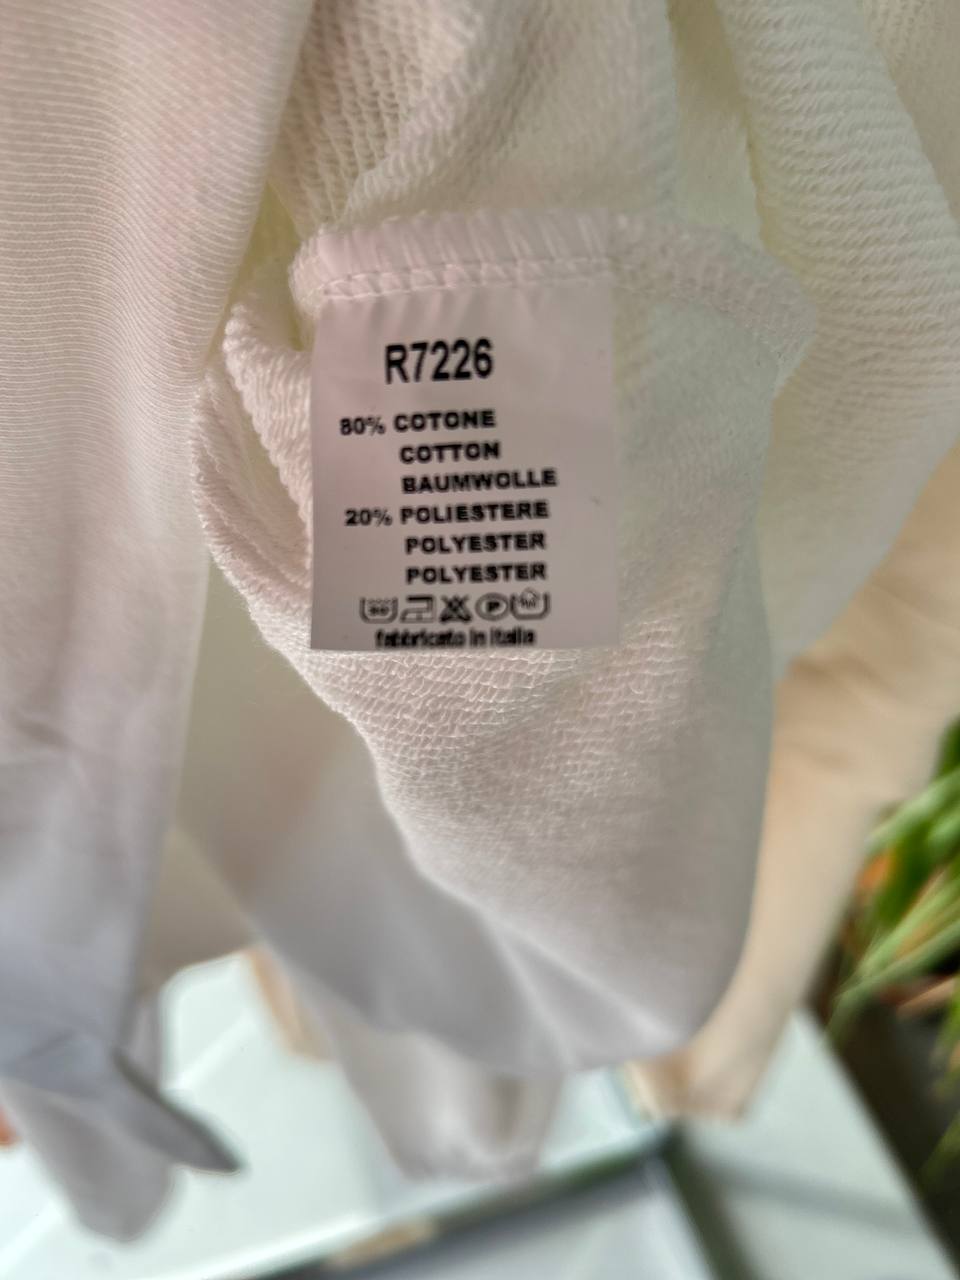 R7226
80% COTONE
COTTON
BAUMWOLLE
20% POLIESTERE
POLYESTER
POLYESTER
P
fabbricato in Italia